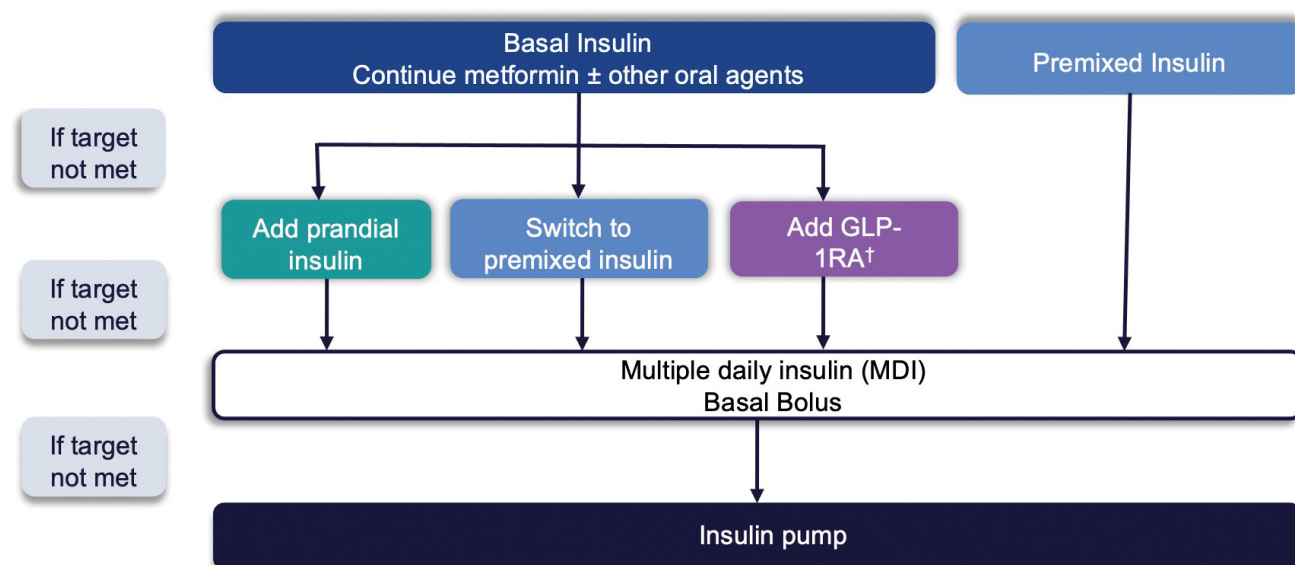 Basal Insulin
Continue metformin ± other oral agents
Premixed Insulin
If target
not met
Add prandial
insulin
Switch to
premixed insulin
Add GLP-
1RA†
If target
not met
Multiple daily insulin (MDI)
Basal Bolus
If target
not met
Insulin pump